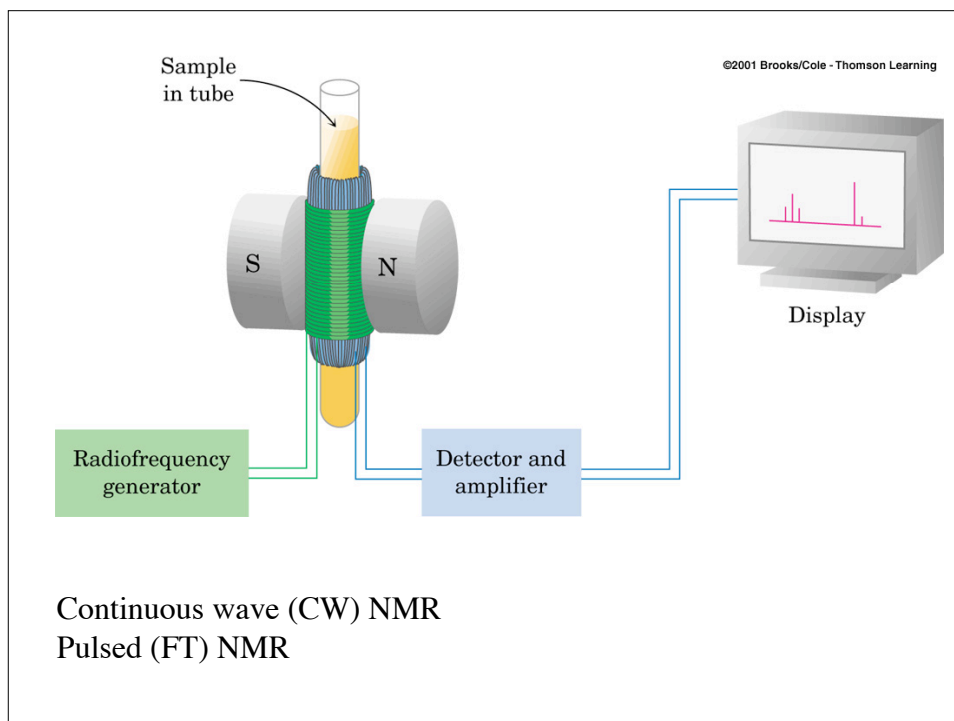 Sample
in tube
©2001 Brooks/Cole - Thomson Learning
S
N
Display
Radiofrequency
generator
Detector and
amplifier
Continuous wave (CW) NMR
Pulsed (FT) NMR